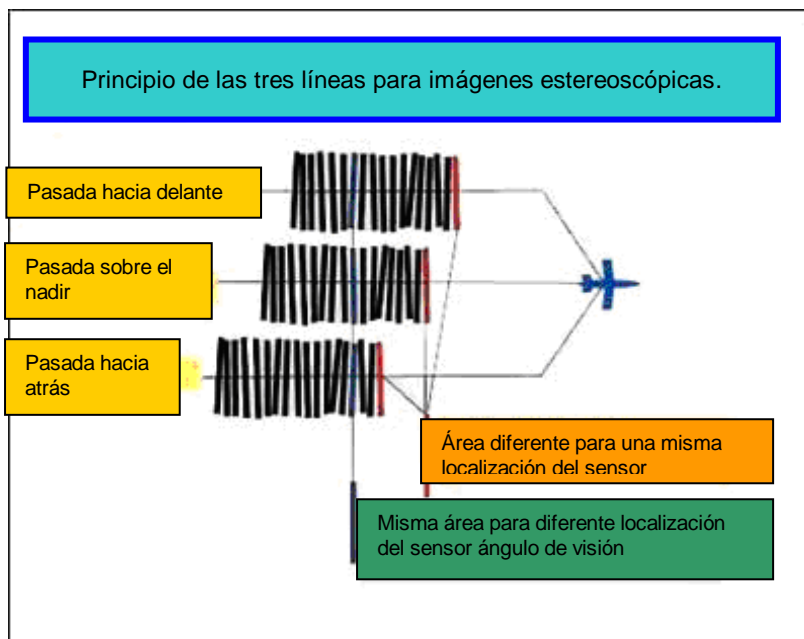 Principio de las tres líneas para imágenes estereoscópicas.
Pasada hacia delante
Pasada sobre el
nadir
Pasada hacia
atrás
Área diferente para una misma
localización del sensor
Misma área para diferente localización
del sensor ángulo de visión